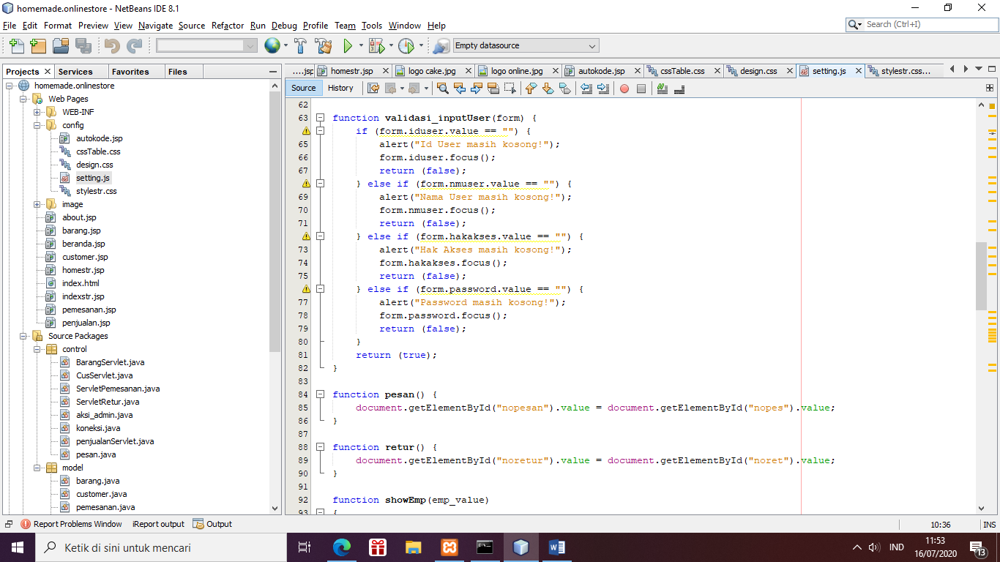 homemade.onlinestore - NetBeans IDE 8.1
File Edit Format Preview View Navigate Source Refactor Run Debug Profile Team Tools Window Help
Search (Ctrl+I)
Empty datasource
Projects Services Favorites Files
....jsp homestr.jsp logo cake.jpg logo online.jpg autokode.jsp cssTable.css design.css setting.js stylestr.css...
Source History
homemade.onlinestore
Web Pages
WEB-INF
config
autokode.jsp
cssTable.css
design.css
setting.js
stylestr.css
image
about.jsp
barang.jsp
beranda.jsp
customer.jsp
homestr.jsp
index.html
indexstr.jsp
pemesanan.jsp
penjualan.jsp
Source Packages
control
BarangServlet.java
CusServlet.java
ServletPemesanan.java
ServletRetur.java
aksi_admin.java
koneksi.java
penjualanServlet.java
pesan.java
model
barang.java
customer.java
pemesanan.java
62
63 function validasi_inputUser(form) {
if (form.iduser.value == "") {
65 alert("Id User masih kosong!");
66 form.iduser.focus();
67 return (false);
} else if (form.nmuser.value == "") {
69 alert("Nama User masih kosong!");
70 form.nmuser.focus();
71 return (false);
} else if (form.hakakses.value == "") {
73 alert("Hak Akses masih kosong!");
74 form.hakakses.focus();
75 return (false);
} else if (form.password.value == "") {
77 alert("Password masih kosong!");
78 form.password.focus();
79 return (false);
80 }
81 return (true);
82 }
83
84 function pesan() {
85 document.getElementById("nopesan").value = document.getElementById("nopes").value;
86 }
87
88 function retur() {
89 document.getElementById("noretur").value = document.getElementById("noret").value;
90 }
91
92 function showEmp(emp_value)
93 {
Report Problems Window iReport output Output
10:36 INS
Ketik di sini untuk mencari
IND
11:53
16/07/2020
13